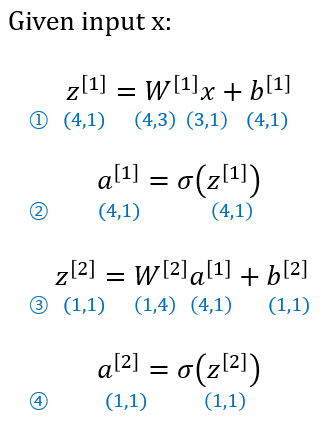 Given input x:
z[1] = W[1]x + b[1]
① (4,1) (4,3) (3,1) (4,1)
a[1] = σ(z[1])
② (4,1) (4,1)
z[2] = W[2]a[1] + b[2]
③ (1,1) (1,4) (4,1) (1,1)
a[2] = σ(z[2])
④ (1,1) (1,1)